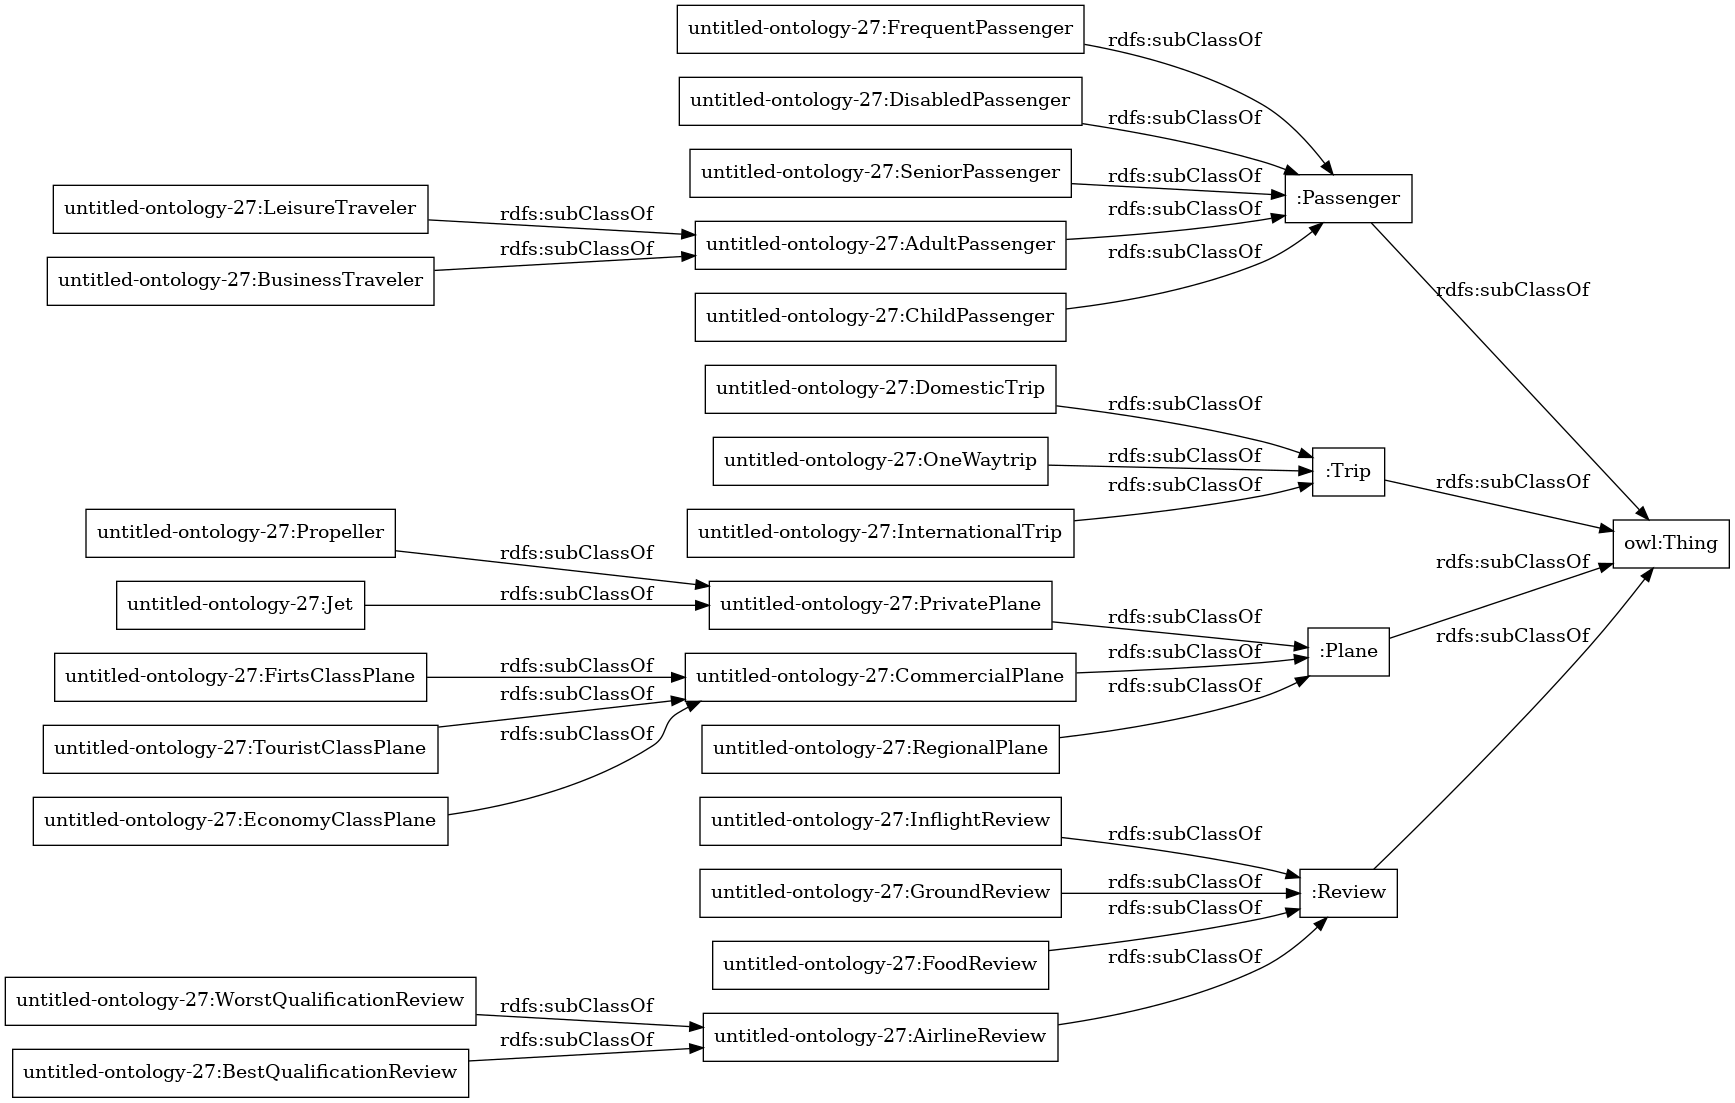 untitled-ontology-27:FrequentPassenger
rdfs:subClassOf
untitled-ontology-27:DisabledPassenger
rdfs:subClassOf
untitled-ontology-27:SeniorPassenger
rdfs:subClassOf
:Passenger
untitled-ontology-27:LeisureTraveler
rdfs:subClassOf
untitled-ontology-27:AdultPassenger
rdfs:subClassOf
untitled-ontology-27:BusinessTraveler
rdfs:subClassOf
rdfs:subClassOf
untitled-ontology-27:ChildPassenger
rdfs:subClassOf
untitled-ontology-27:DomesticTrip
rdfs:subClassOf
untitled-ontology-27:OneWaytrip
rdfs:subClassOf
:Trip
rdfs:subClassOf
rdfs:subClassOf
untitled-ontology-27:InternationalTrip
untitled-ontology-27:Propeller
rdfs:subClassOf
owl:Thing
rdfs:subClassOf
untitled-ontology-27:Jet
rdfs:subClassOf
untitled-ontology-27:PrivatePlane
rdfs:subClassOf
:Plane
rdfs:subClassOf
untitled-ontology-27:FirtsClassPlane
rdfs:subClassOf
untitled-ontology-27:CommercialPlane
rdfs:subClassOf
rdfs:subClassOf
untitled-ontology-27:TouristClassPlane
rdfs:subClassOf
rdfs:subClassOf
untitled-ontology-27:RegionalPlane
untitled-ontology-27:EconomyClassPlane
untitled-ontology-27:InflightReview
rdfs:subClassOf
untitled-ontology-27:GroundReview
rdfs:subClassOf
:Review
rdfs:subClassOf
untitled-ontology-27:FoodReview
rdfs:subClassOf
untitled-ontology-27:WorstQualificationReview
rdfs:subClassOf
untitled-ontology-27:AirlineReview
rdfs:subClassOf
untitled-ontology-27:BestQualificationReview